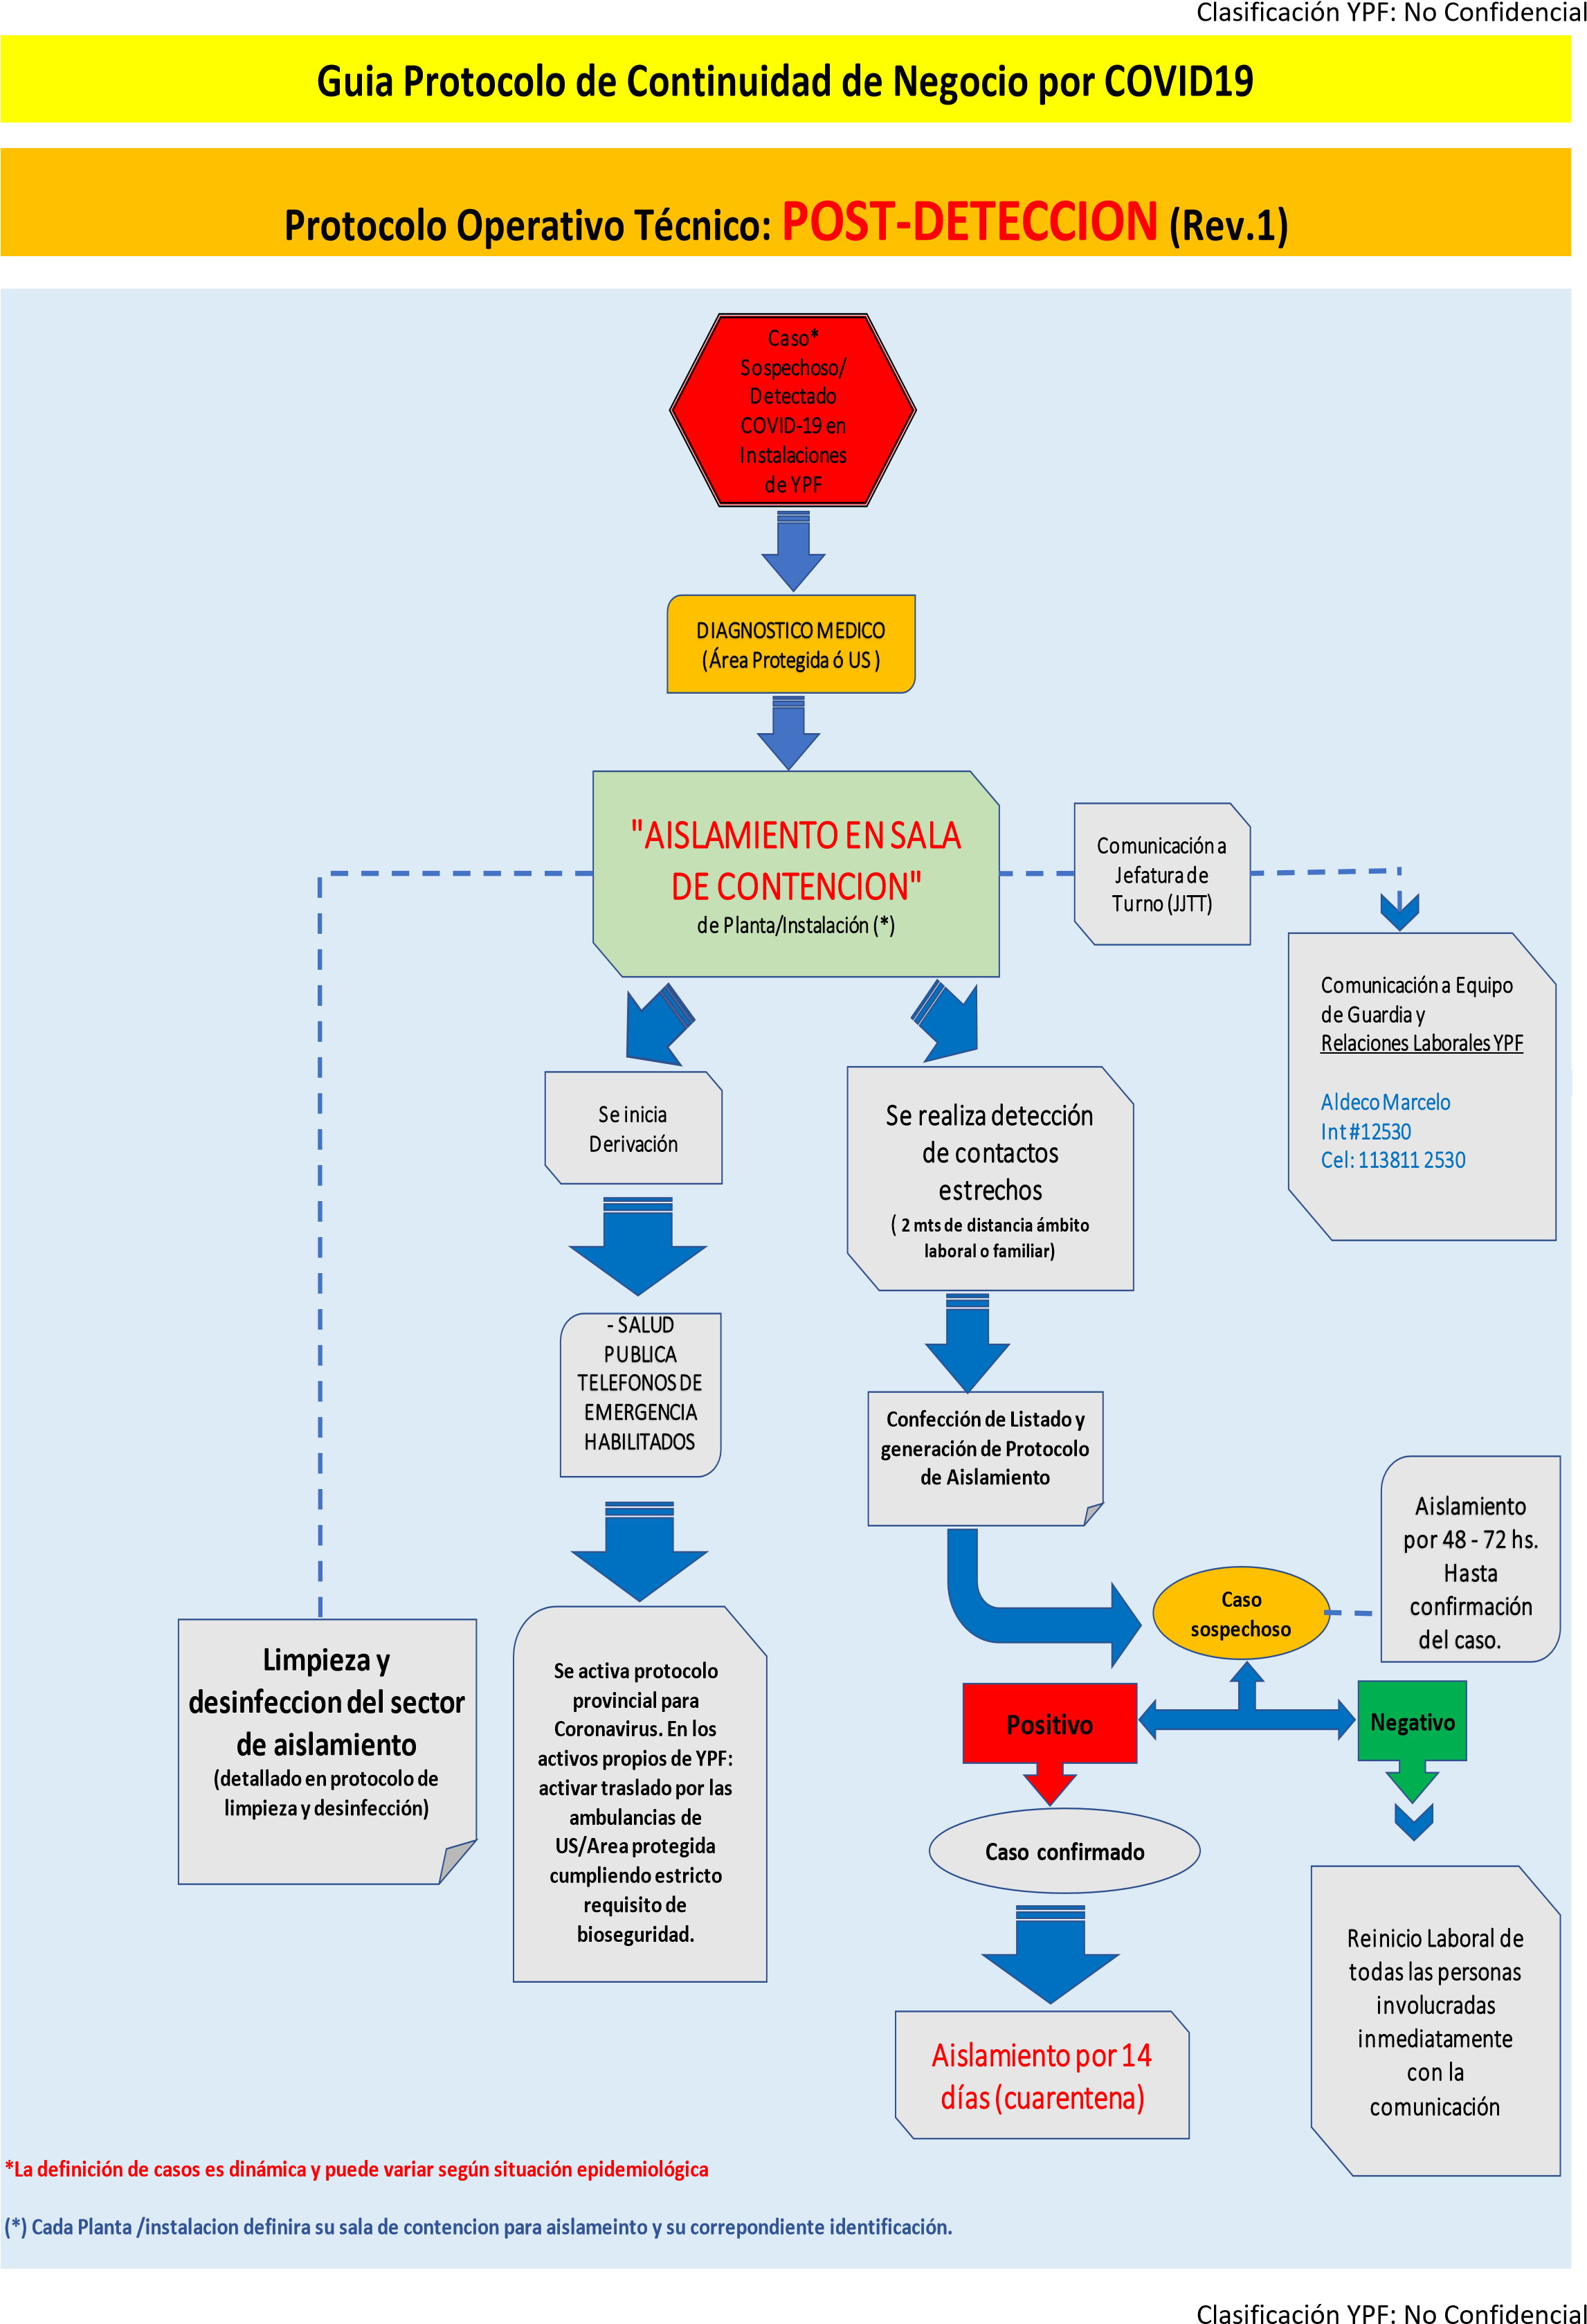 Clasificación YPF: No Confidencial
Guia Protocolo de Continuidad de Negocio por COVID19
Protocolo Operativo Técnico: POST-DETECCION (Rev.1)
Caso*
Sospechoso/
Detectado
COVID-19 en
Instalaciones
de YPF
DIAGNOSTICO MEDICO
(Área Protegida ó US )
"AISLAMIENTO EN SALA
DE CONTENCION"
de Planta/Instalación (*)
Comunicación a
Jefatura de
Turno (JJTT)
Comunicación a Equipo
de Guardia y
Relaciones Laborales YPF
Aldeco Marcelo
Int #12530
Cel: 113811 2530
Se inicia
Derivación
Se realiza detección
de contactos
estrechos
( 2 mts de distancia ámbito
laboral o familiar)
- SALUD
PUBLICA
TELEFONOS DE
EMERGENCIA
HABILITADOS
Confección de Listado y
generación de Protocolo
de Aislamiento
Aislamiento
por 48 - 72 hs.
Hasta
confirmación
del caso.
Caso
sospechoso
Limpieza y
desinfeccion del sector
de aislamiento
(detallado en protocolo de
limpieza y desinfección)
Se activa protocolo
provincial para
Coronavirus. En los
activos propios de YPF:
activar traslado por las
ambulancias de
US/Area protegida
cumpliendo estricto
requisito de
bioseguridad.
Positivo
Negativo
Caso confirmado
Aislamiento por 14
días (cuarentena)
Reinicio Laboral de
todas las personas
involucradas
inmediatamente
con la
comunicación
*La definición de casos es dinámica y puede variar según situación epidemiológica
(*) Cada Planta /instalacion definira su sala de contencion para aislameinto y su correpondiente identificación.
Clasificación YPF: No Confidencial